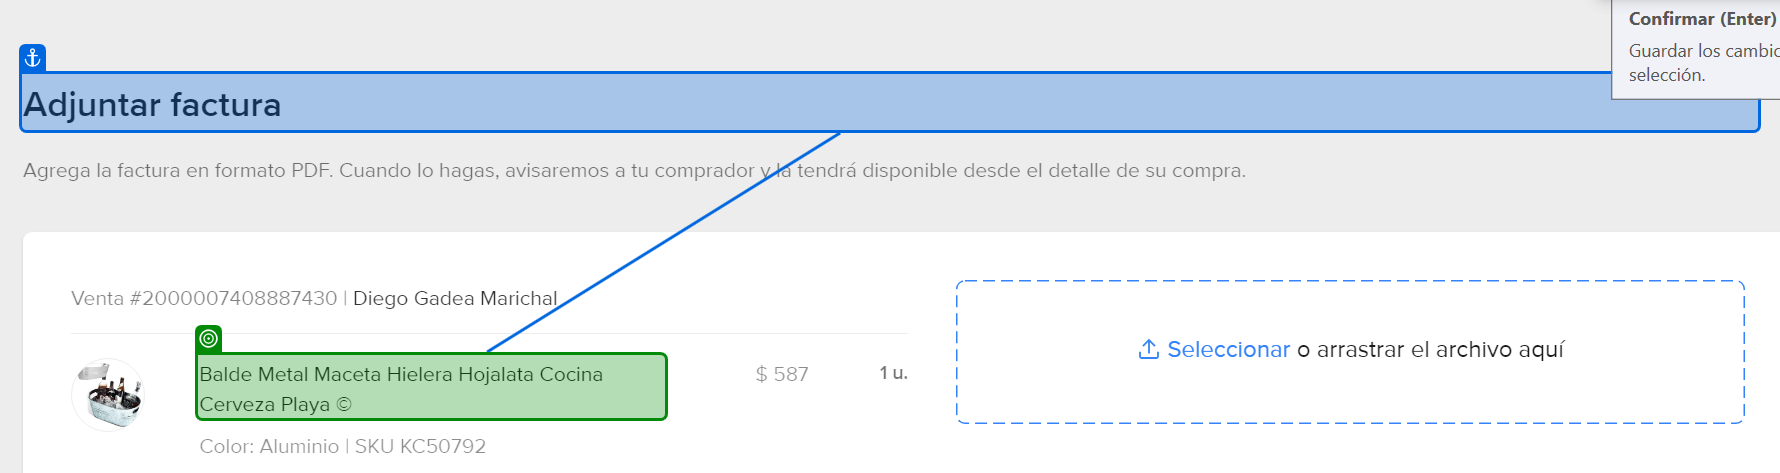 Confirmar (Enter)
Guardar los cambio
selección.
Adjuntar factura
Agrega la factura en formato PDF. Cuando lo hagas, avisaremos a tu comprador y la tendrá disponible desde el detalle de su compra.
Venta #2000007408887430 | Diego Gadea Marichal
Balde Metal Maceta Hielera Hojalata Cocina
Cerveza Playa ©
$ 587
1 u.
Color: Aluminio | SKU KC50792
Seleccionar o arrastrar el archivo aquí